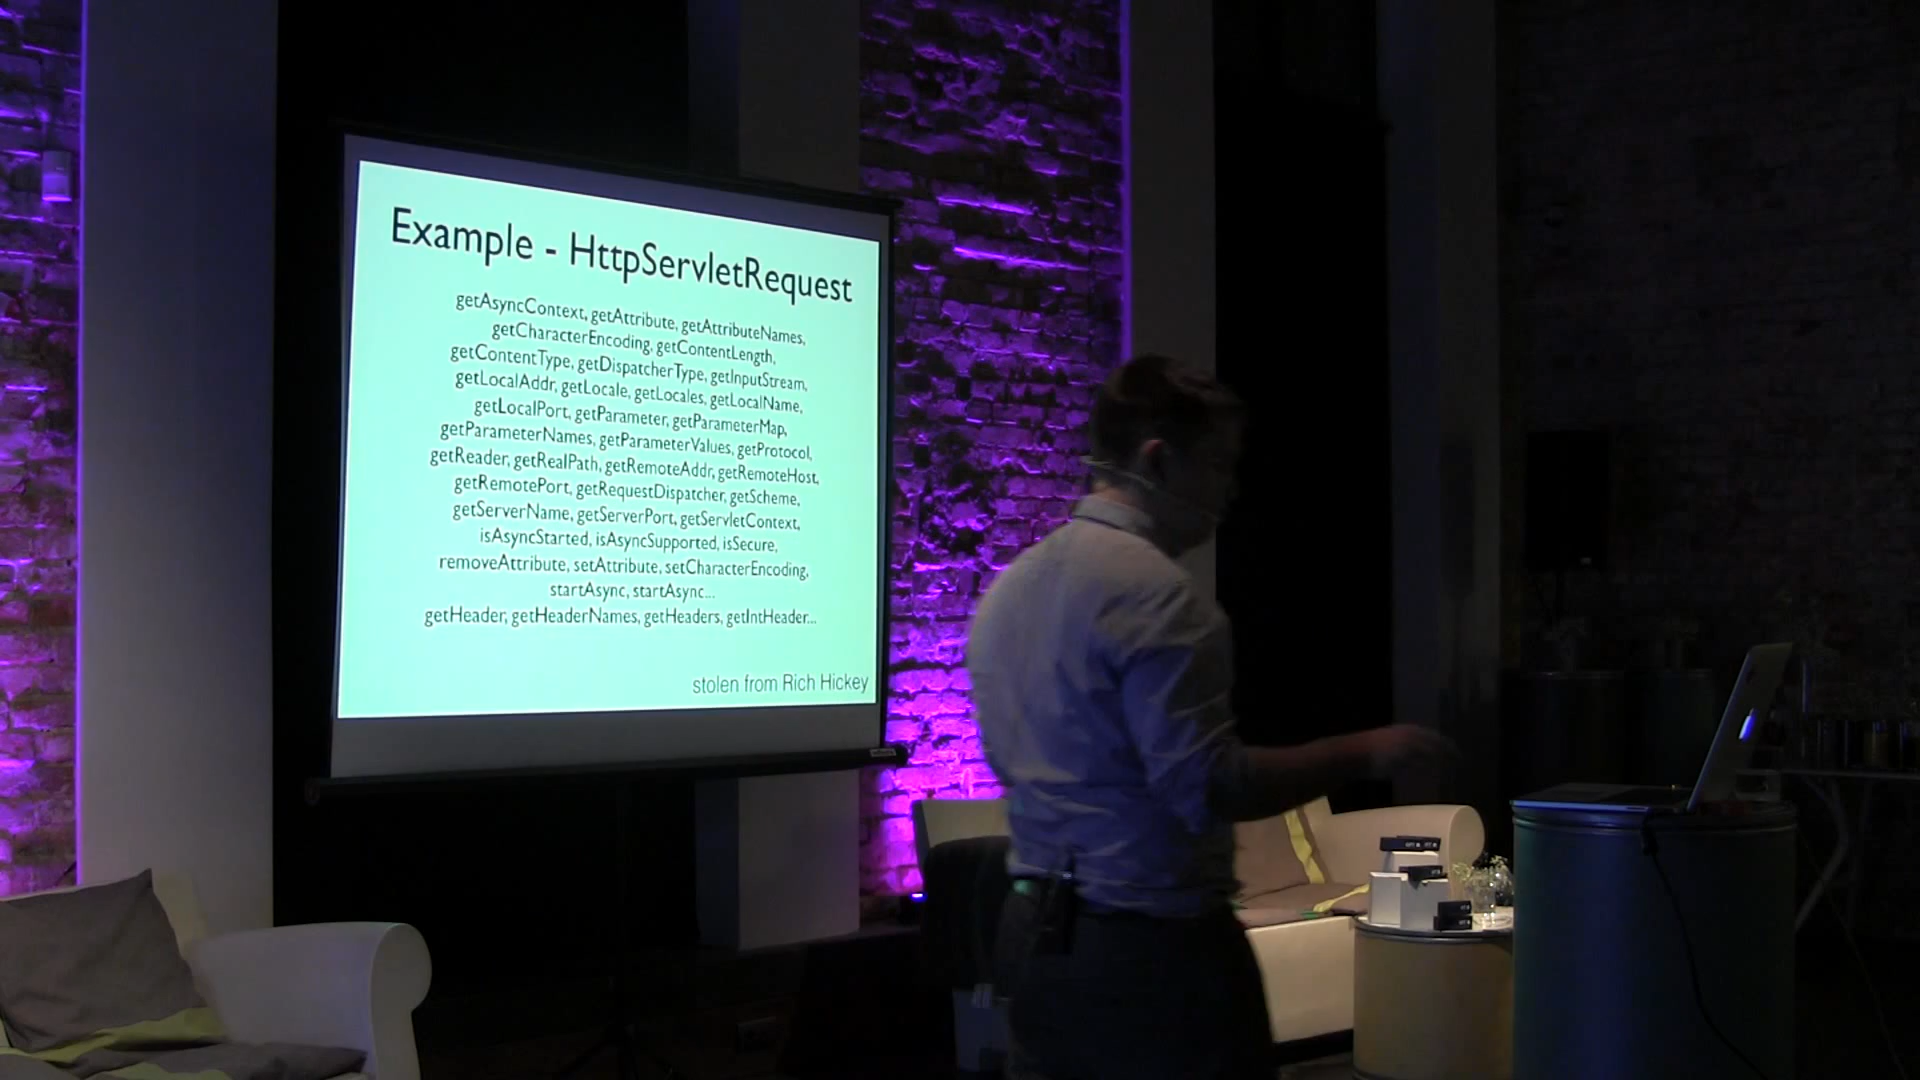 Example - HttpServletRequest
getAsyncContext, getAttribute, getAttributeNames,
getCharacterEncoding, getContentLength,
getContentType, getDispatcherType, getInputStream,
getLocalAddr, getLocale, getLocales, getLocalName,
getLocalPort, getParameter, getParameterMap,
getParameterNames, getParameterValues, getProtocol,
getReader, getRealPath, getRemoteAddr, getRemoteHost,
getRemotePort, getRequestDispatcher, getScheme,
getServerName, getServerPort, getServletContext,
isAsyncStarted, isAsyncSupported, isSecure,
removeAttribute, setAttribute, setCharacterEncoding,
startAsync, startAsync...
getHeader, getHeaderNames, getHeaders, getIntHeader...
stolen from Rich Hickey